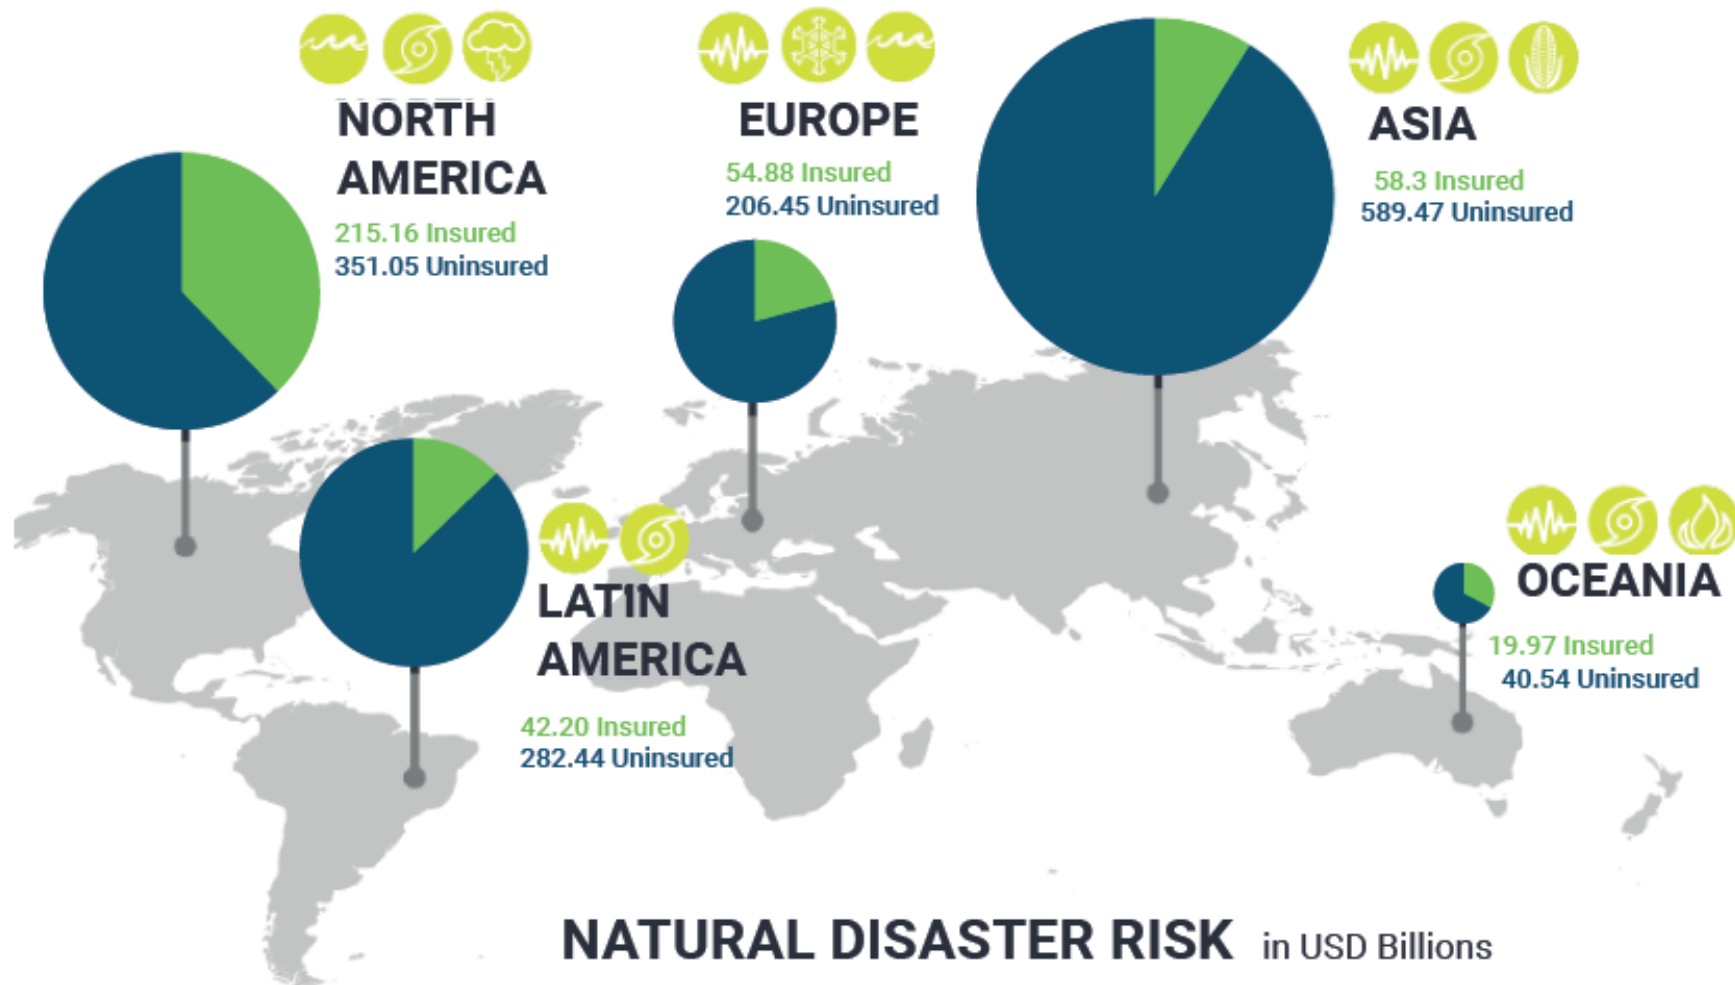 NORTH
AMERICA
215.16 Insured
351.05 Uninsured
EUROPE
54.88 Insured
206.45 Uninsured
ASIA
58.3 Insured
589.47 Uninsured
LATIN
AMERICA
42.20 Insured
282.44 Uninsured
OCEANIA
19.97 Insured
40.54 Uninsured
NATURAL DISASTER RISK in USD Billions